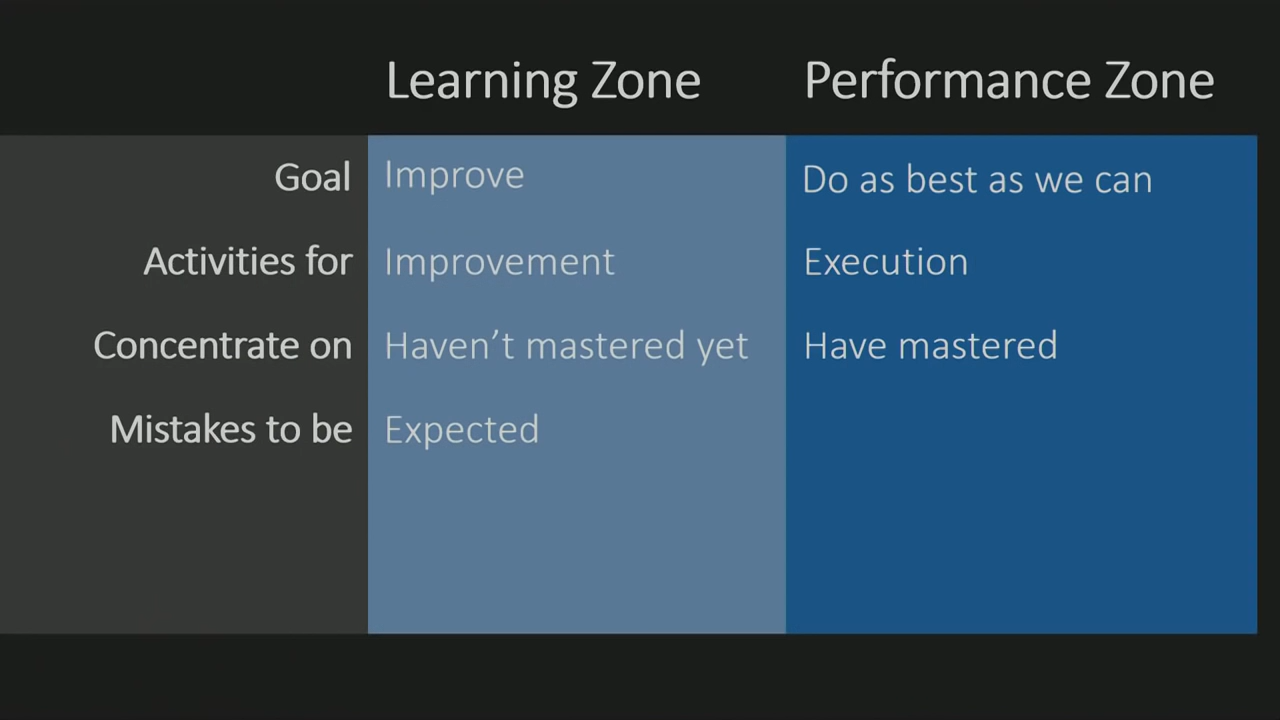 Learning Zone Performance Zone
Goal Improve Do as best as we can
Activities for Improvement Execution
Concentrate on Haven’t mastered yet Have mastered
Mistakes to be Expected